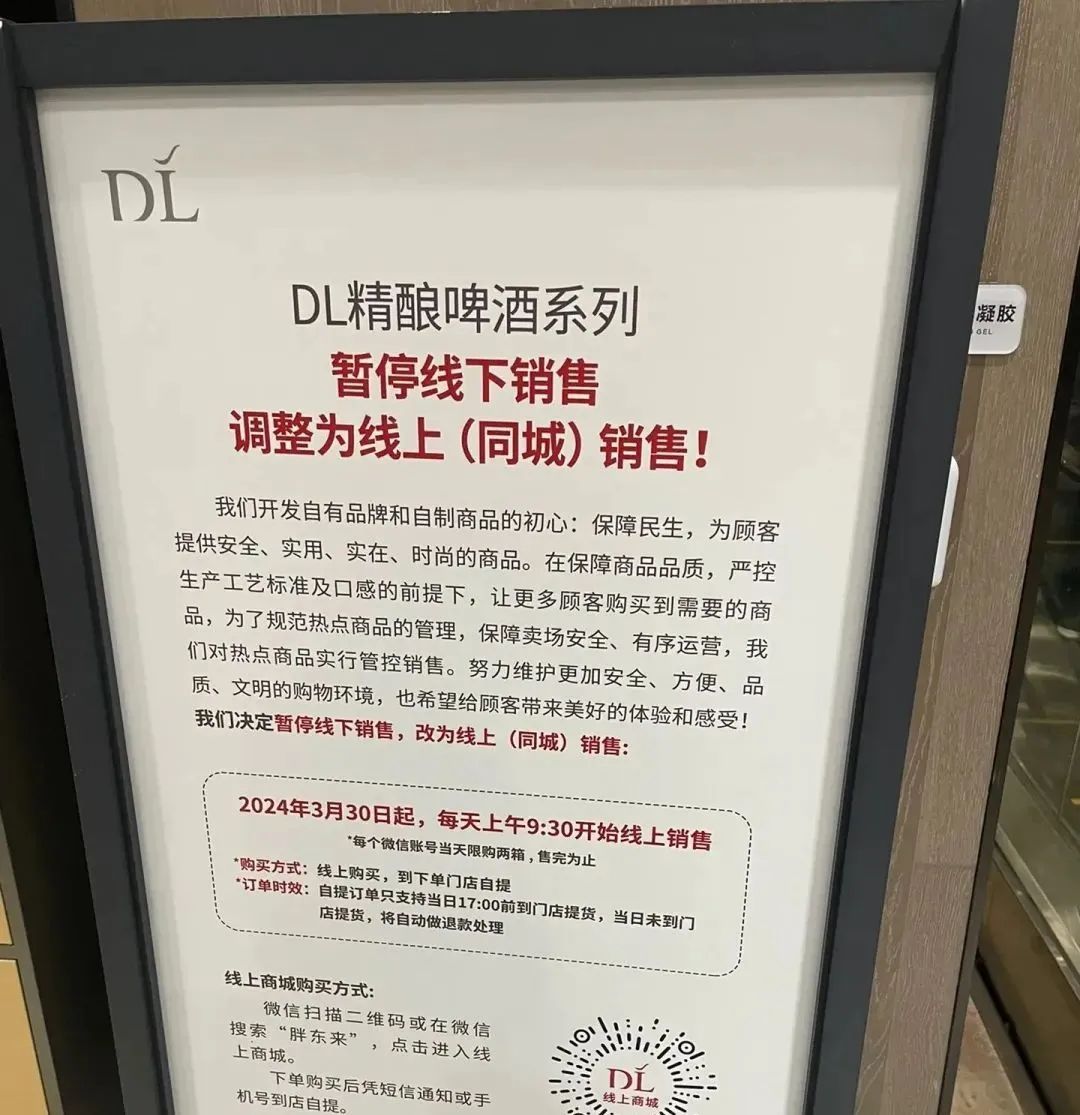 DL
DL精酿啤酒系列
暂停线下销售
调整为线上（同城）销售！
凝胶
GEL
我们开发自有品牌和自制商品的初心：保障民生，为顾客
提供安全、实用、实在、时尚的商品。在保障商品品质，严控
生产工艺标准及口感的前提下，让更多顾客购买到需要的商
品，为了规范热点商品的管理，保障卖场安全、有序运营，我
们对热点商品实行管控销售。努力维护更加安全、方便、品
质、文明的购物环境，也希望给顾客带来美好的体验和感受！
我们决定暂停线下销售，改为线上（同城）销售：
2024年3月30日起，每天上午9:30开始线上销售
*每个微信账号当天限购两箱，售完为止
*购买方式：线上购买，到下单门店自提
*订单时效：自提订单只支持当日17:00前到门店提货，当日未到门
店提货，将自动做退款处理
线上商城购买方式:
微信扫描二维码或在微信
搜索“胖东来”，点击进入线
上商城。
下单购买后凭短信通知或手
机号到店自提。
DL
线上商城